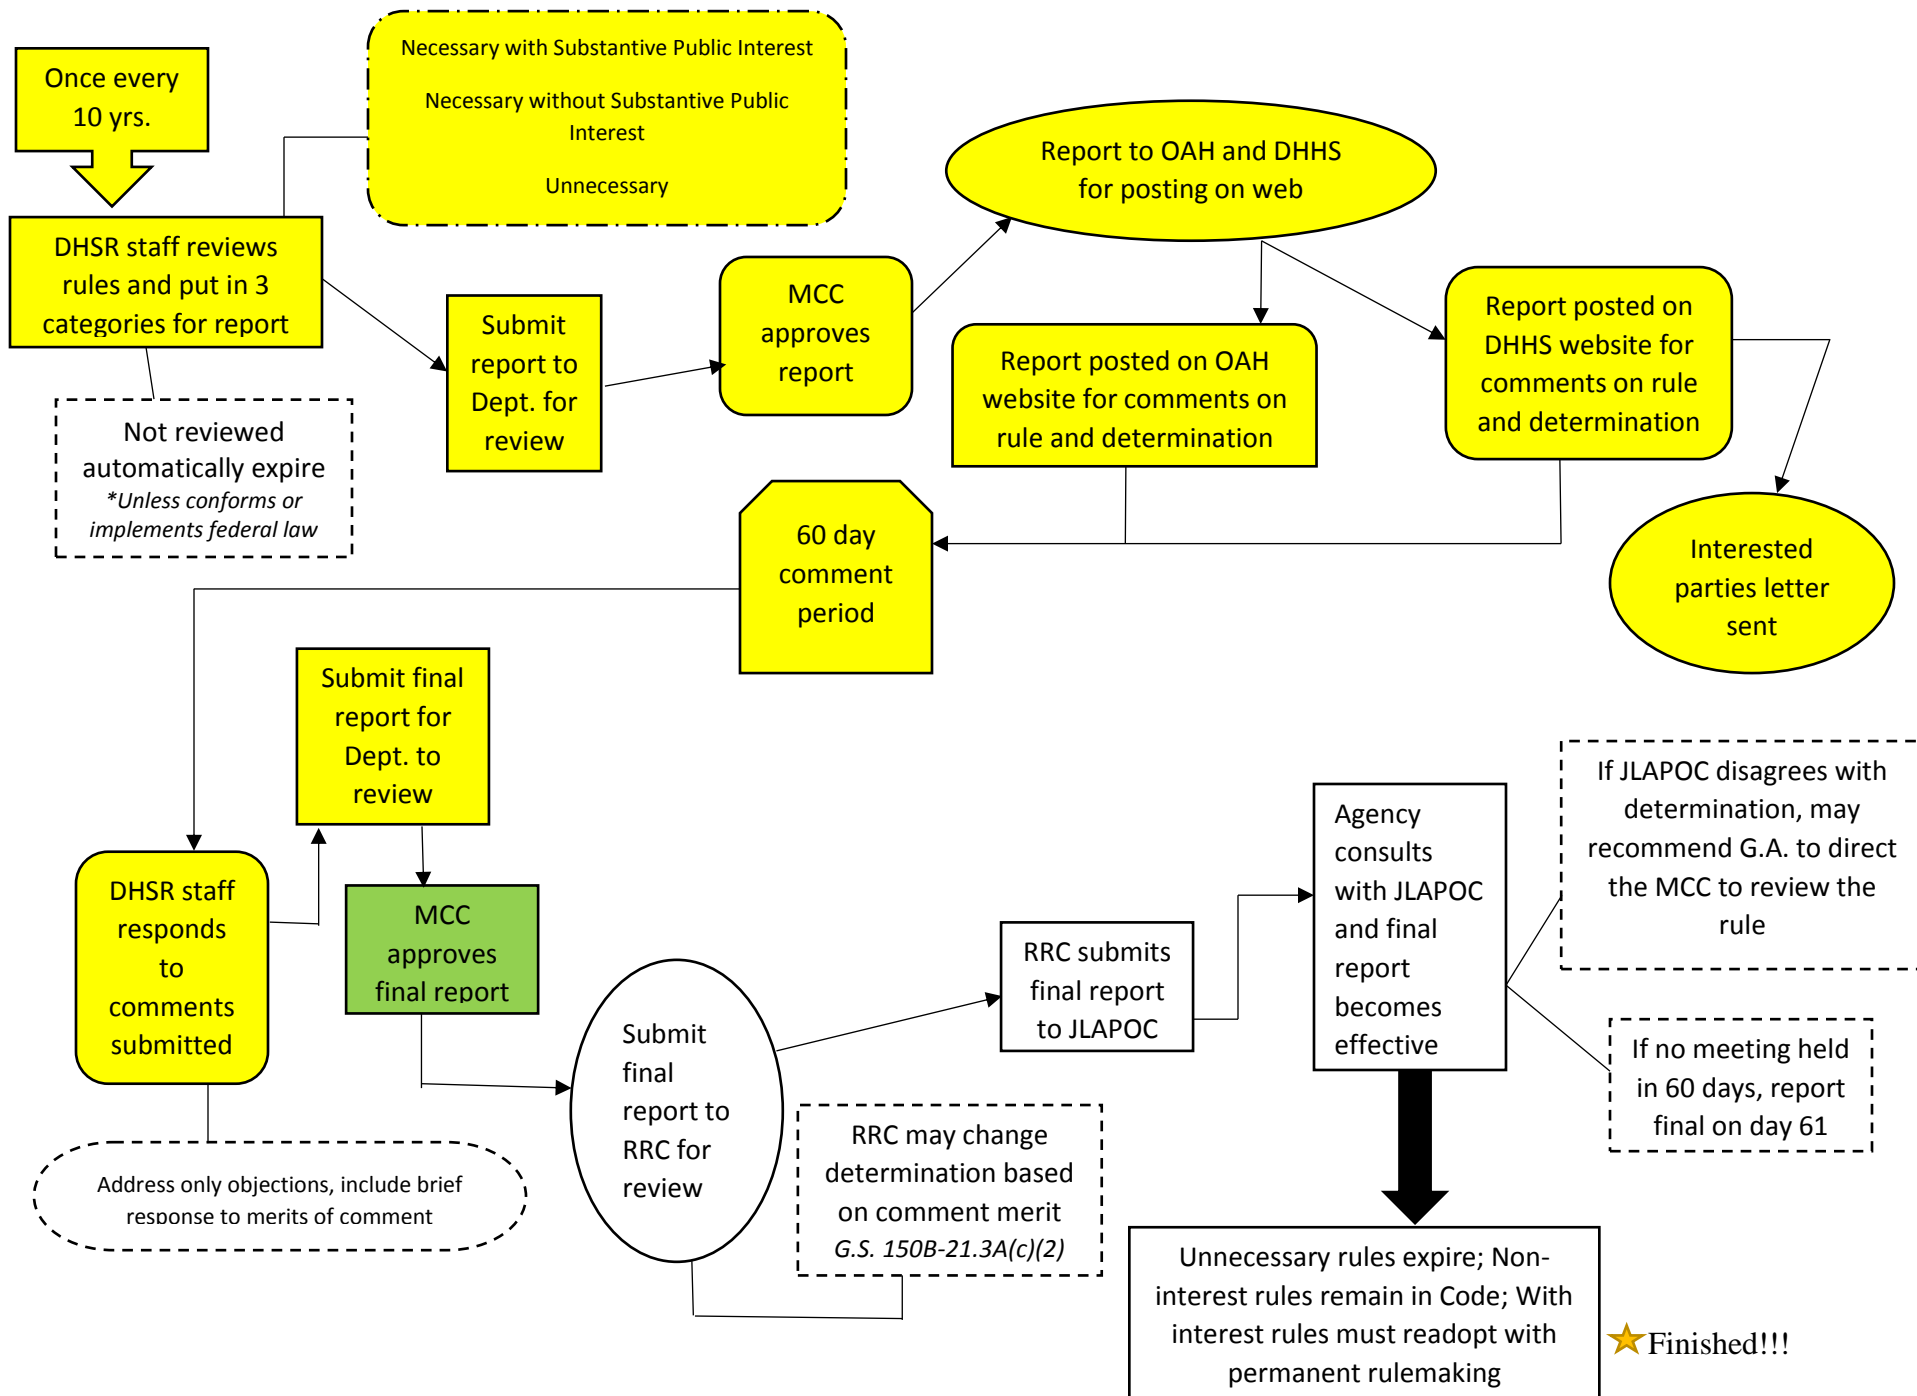 Once every
10 yrs.
Necessary with Substantive Public Interest
Necessary without Substantive Public
Interest
Unnecessary
DHSR staff reviews
rules and put in 3
categories for report
Not reviewed
automatically expire
*Unless conforms or
implements federal law
Submit
report to
Dept. for
review
MCC
approves
report
Report to OAH and DHHS
for posting on web
Report posted on OAH
website for comments on
rule and determination
Report posted on
DHHS website for
comments on rule
and determination
Interested
parties letter
sent
60 day
comment
period
DHSR staff
responds
to
comments
submitted
Address only objections, include brief
response to merits of comment
Submit final
report for
Dept. to
review
MCC
approves
final report
Submit
final
report to
RRC for
review
RRC may change
determination based
on comment merit
G.S. 150B-21.3A(c)(2)
RRC submits
final report
to JLAPOC
Agency
consults
with JLAPOC
and final
report
becomes
effective
If JLAPOC disagrees with
determination, may
recommend G.A. to direct
the MCC to review the
rule
If no meeting held
in 60 days, report
final on day 61
Unnecessary rules expire; Non-
interest rules remain in Code; With
interest rules must readopt with
permanent rulemaking
Finished!!!